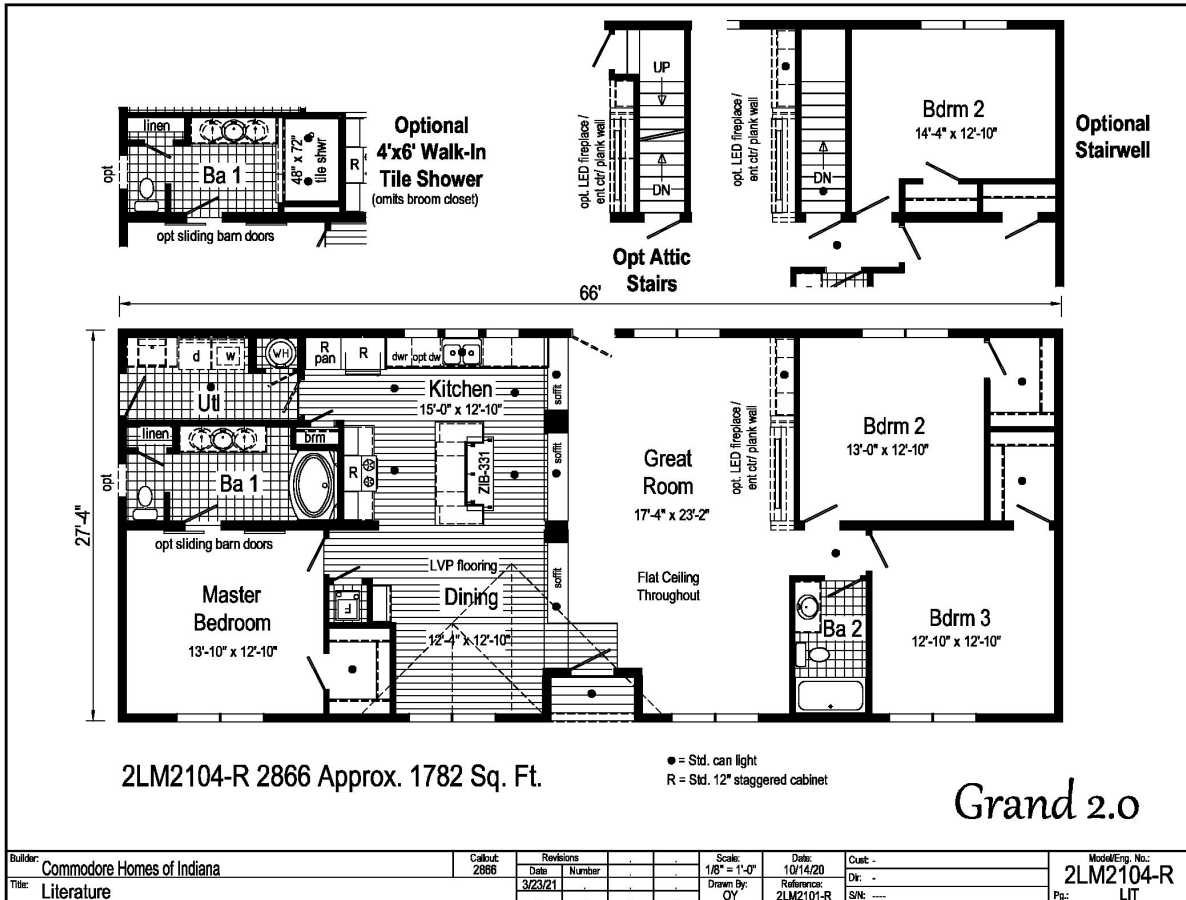 linen
Ba 1
48" x 72"
tile shwr
R
opt
opt sliding barn doors
Optional
4'x6' Walk-In
Tile Shower
(omits broom closet)
UP
DN
opt. LED fireplace /
ent ctr/ plank wall
Opt Attic
Stairs
opt. LED fireplace /
ent ctr/ plank wall
DN
Bdrm 2
14'-4" x 12'-10"
Optional
Stairwell
66'
27'-4"
d
w
WH
Utl
R
pan
R
dwr
opt dw
Kitchen
15'-0" x 12'-10"
soffit
linen
brm
opt
Ba 1
R
ZIB-331
soffit
opt sliding barn doors
Great
Room
17'-4" x 23'-2"
opt. LED fireplace /
ent ctr/ plank wall
Bdrm 2
13'-0" x 12'-10"
LVP flooring
Dining
12'-4" x 12'-10"
soffit
F
Flat Ceiling
Throughout
Master
Bedroom
13'-10" x 12'-10"
Ba 2
Bdrm 3
12'-10" x 12'-10"
2LM2104-R 2866 Approx. 1782 Sq. Ft.
● = Std. can light
R = Std. 12" staggered cabinet
Grand 2.0
Builder: Commodore Homes of Indiana
Title: Literature
Callout:
2866
Revisions
Date Number
3/23/21
Scale:
1/8" = 1'-0"
Drawn By:
OY
Date:
10/14/20
Reference:
2LM2101-R
Cust: -
Dir: -
S/N: ----
Model/Eng. No.:
2LM2104-R
Pg.: LIT